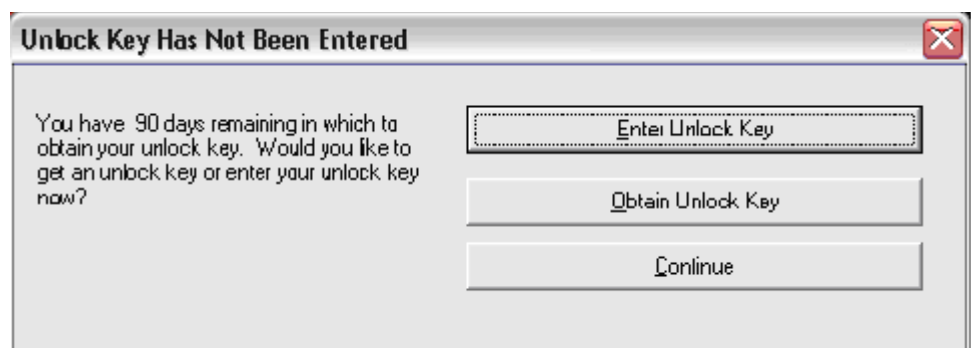 Unlock Key Has Not Been Entered
You have 90 days remaining in which to
obtain your unlock key. Would you like to
get an unlock key or enter your unlock key
now?
Enter Unlock Key
Obtain Unlock Key
Continue